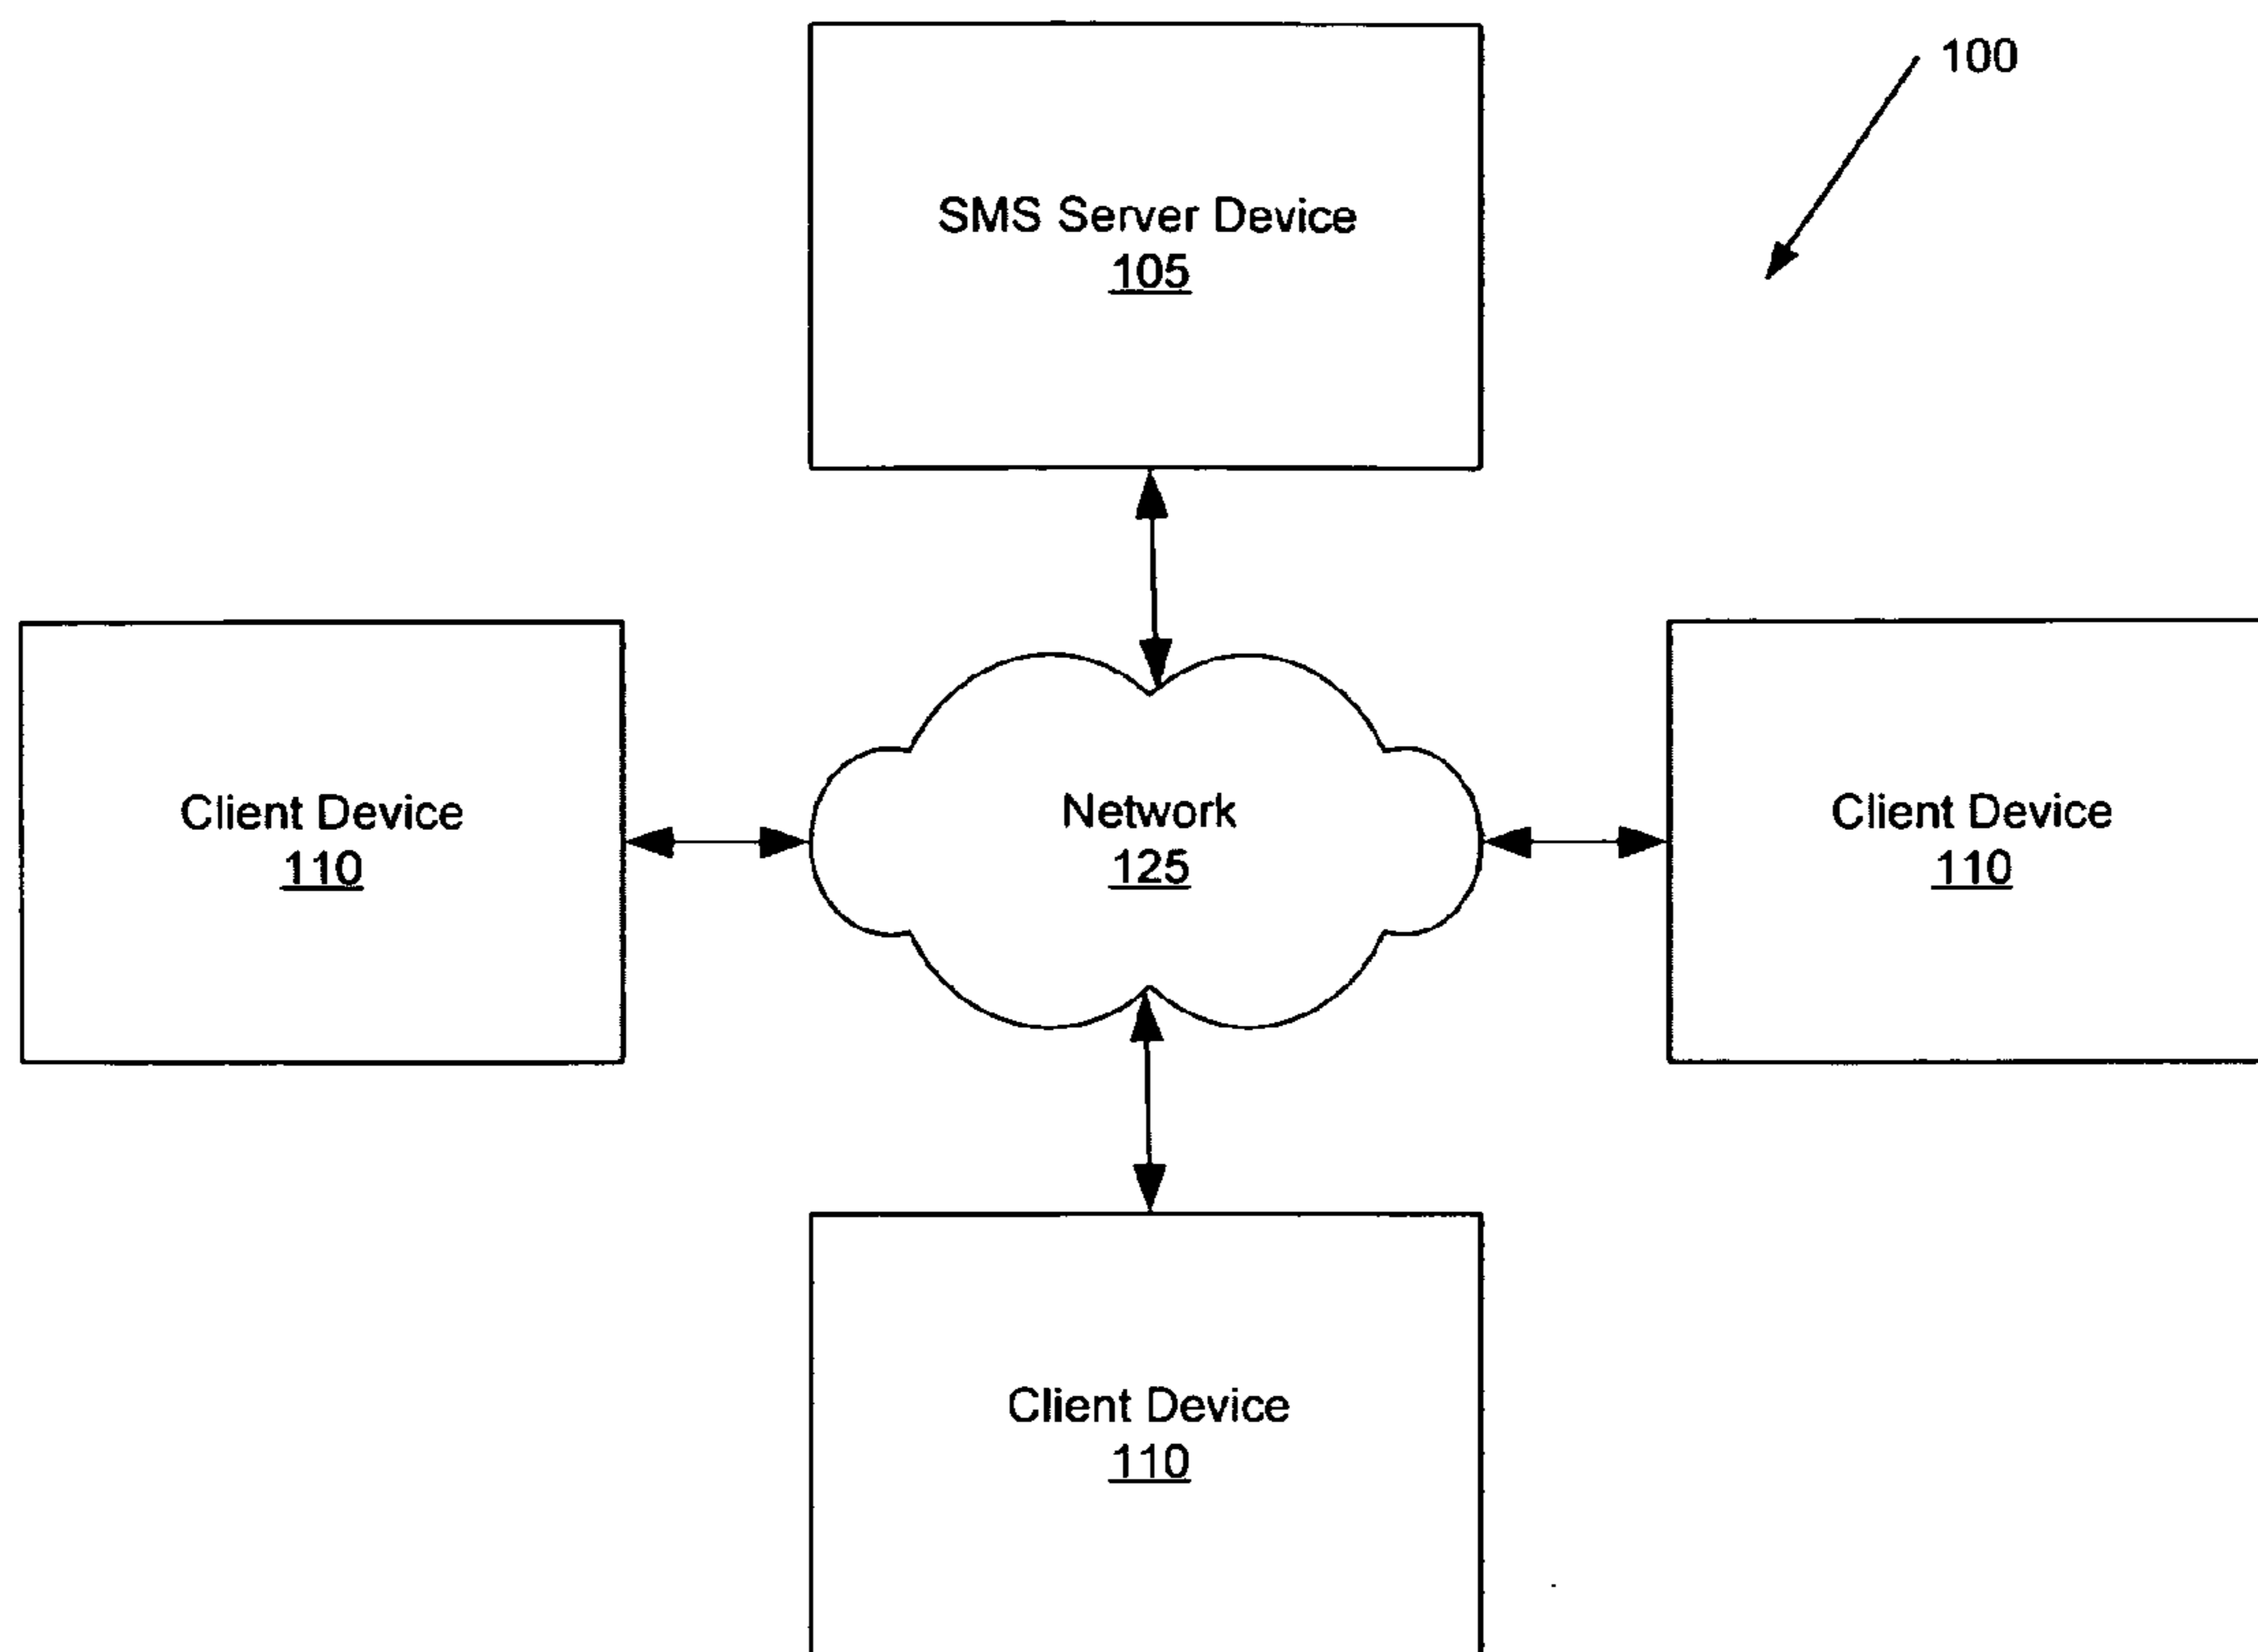 100
SMS Server Device
105
Client Device
110
Network
125
Client Device
110
Client Device
110